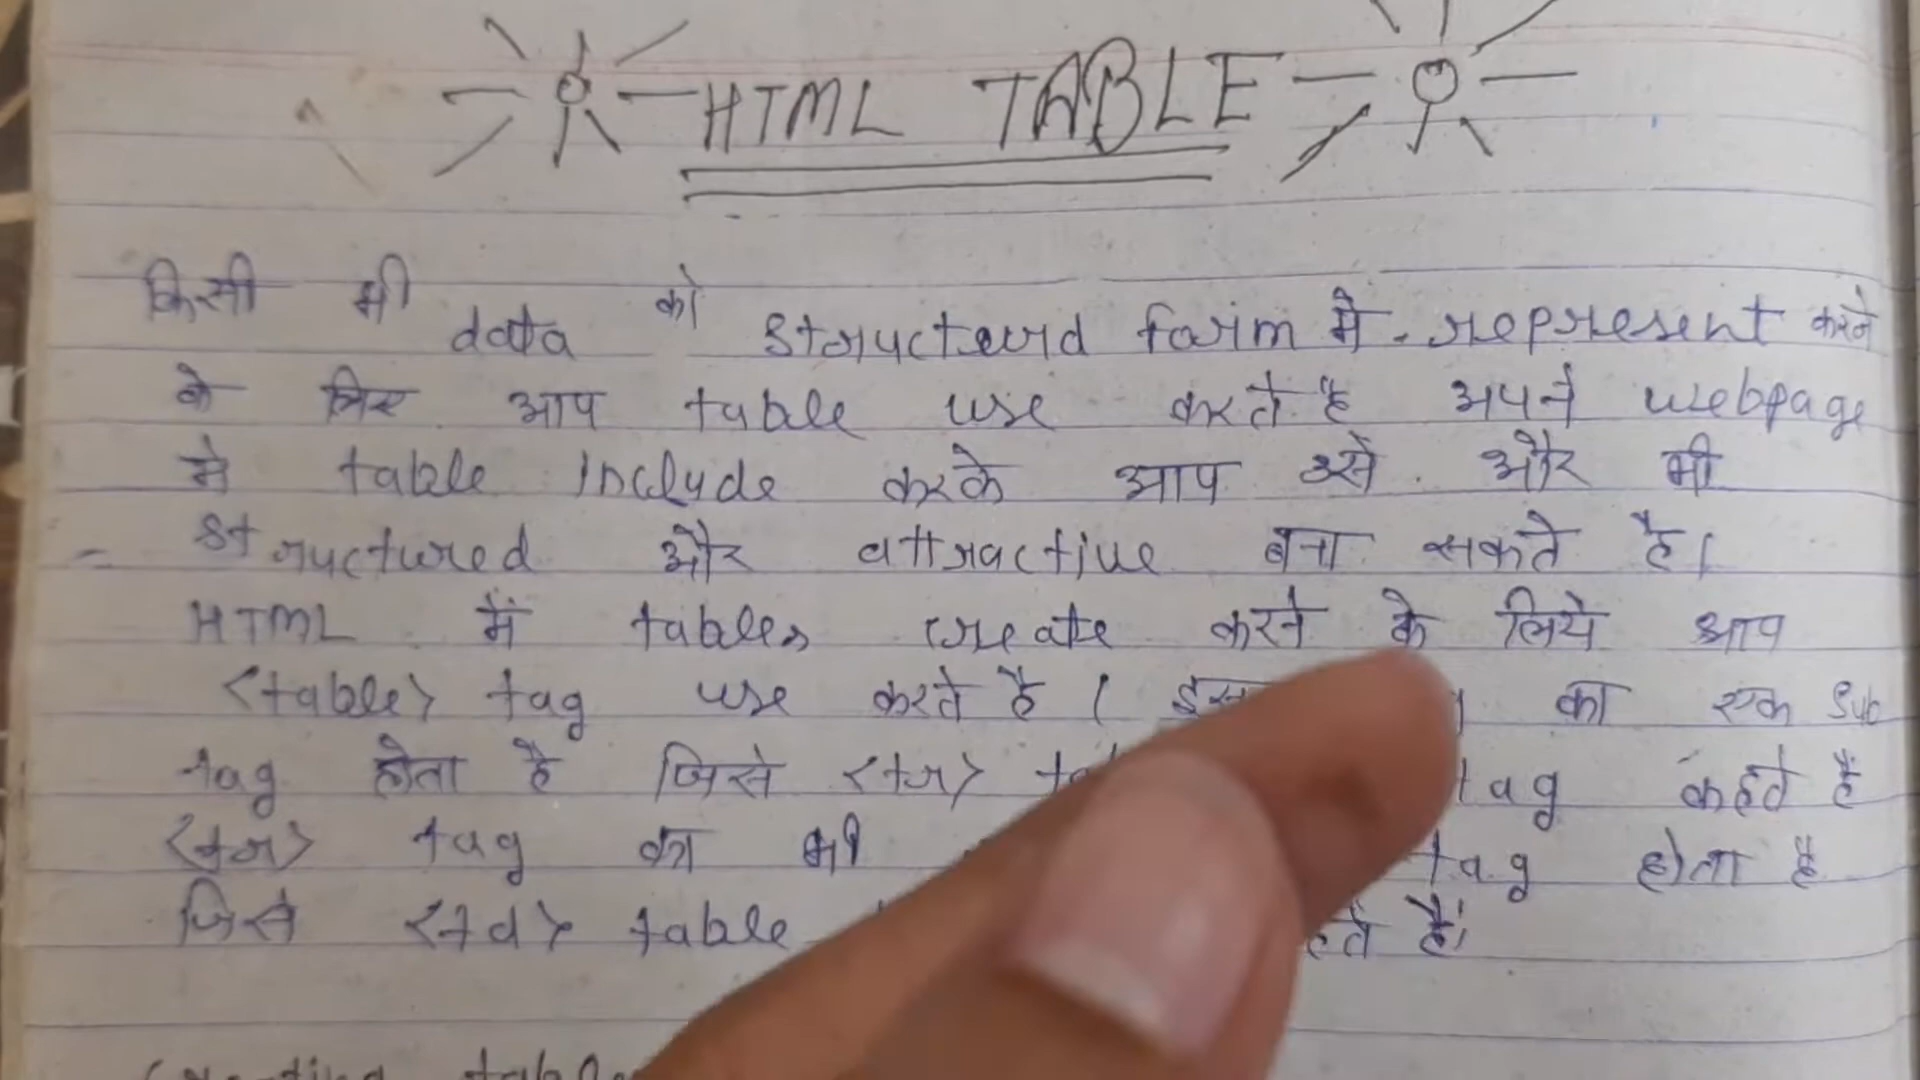 HTML TABLE
किसी भी data को structurd form मे represent करने
के लिए आप table use करते है अपने webpage
मे table include करके आप उसे और भी
structured और attractive बना सकते है।
HTML में tables create करने के लिये आप
<table> tag use करते है। का एक sub
tag होता है जिसे <tr> tag कहते है
<tr> tag का भी tag होता है
जिसे <td> table है।
table